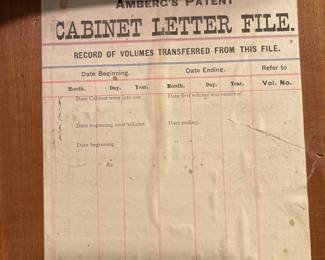 AMBERG'S PATENT
CABINET LETTER FILE.
RECORD OF VOLUMES TRANSFERRED FROM THIS FILE.
Date Beginning. Date Ending. Refer to
Month. Day. Year. Month. Day. Year. Vol. No.
Date Cabinet went into use Date first volume was removed
Date beginning next volume. Date ending.
Date beginning